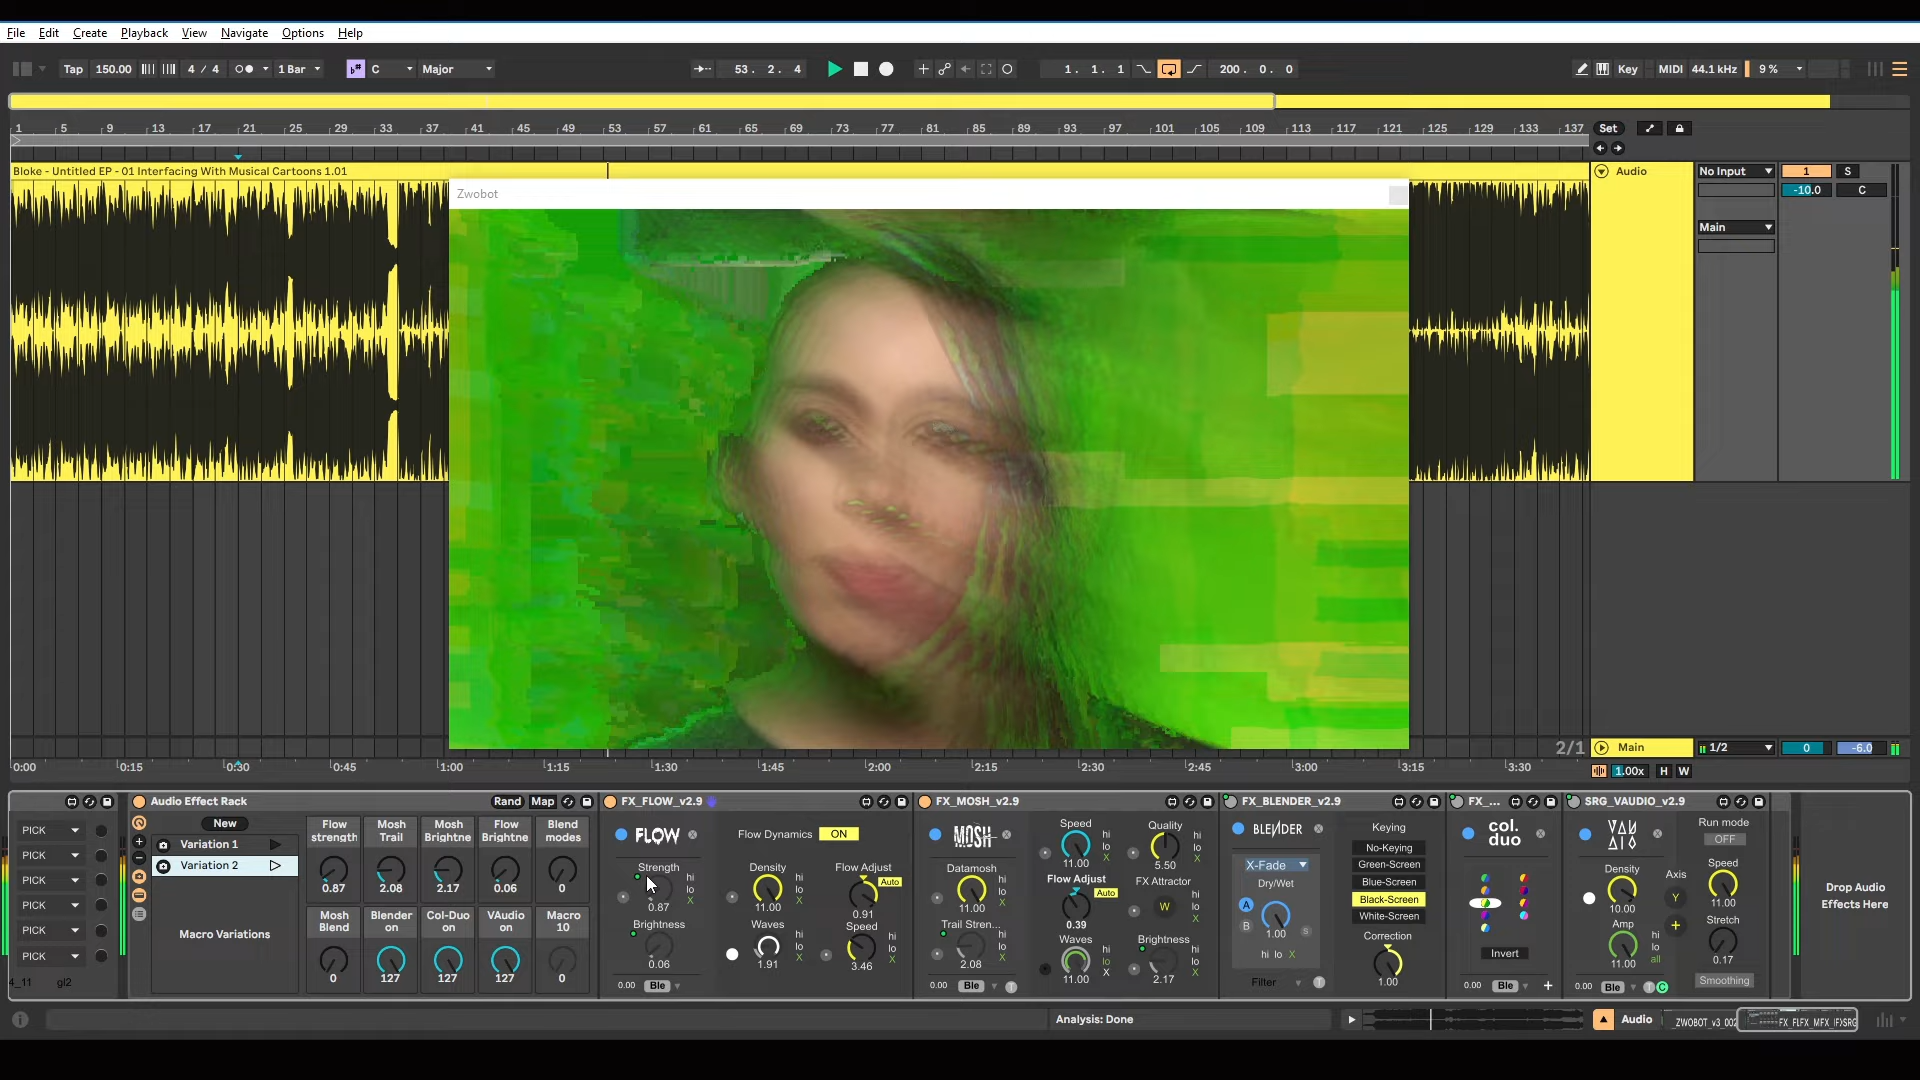 File Edit Create Playback View Navigate Options Help
Tap 150.00 4 / 4 1 Bar C Major 53. 2. 4 1. 1. 1 200. 0. 0 Key MIDI 44.1 kHz 9 %
1 5 9 13 17 21 25 29 33 37 41 45 49 53 57 61 65 69 73 77 81 85 89 93 97 101 105 109 113 117 121 125 129 133 137 Set
Bloke - Untitled EP - 01 Interfacing With Musical Cartoons 1.01 Audio No Input 1 S
-10.0 C
Zwobot
Main
2/1 Main 1/2 0 -6.0
0:00 0:15 0:30 0:45 1:00 1:15 1:30 1:45 2:00 2:15 2:30 2:45 3:00 3:15 3:30 1.00x H W
PICK
PICK
PICK
PICK
PICK
PICK
4_11 gl2
Audio Effect Rack Rand Map
New
Variation 1
Variation 2
Macro Variations
Flow strength Mosh Trail Mosh Brightne Flow Brightne Blend modes
0.87 2.08 2.17 0.06 0
Mosh Blend Blender on Col-Duo on VAudio on Macro 10
0 127 127 127 0
FX_FLOW_v2.9
FLOW Flow Dynamics ON
Strength hi lo X 0.87
Density hi lo X 11.00
Flow Adjust Auto 0.91
Brightness 0.06
Waves hi lo X 1.91
Speed hi lo X 3.46
0.00 Ble
FX_MOSH_v2.9
MOSH
Datamosh hi lo X 11.00
Trail Stren... hi lo X 2.08
0.00 Ble
Speed hi lo X 11.00
Flow Adjust Auto 0.39
Waves hi lo X 11.00
Quality hi lo X 5.50
FX Attractor W hi lo X
Brightness hi lo X 2.17
FX_BLENDER_v2.9
BLENDER
X-Fade
Dry/Wet
A B 1.00 S
hi lo X
Filter
Keying
No-Keying
Green-Screen
Blue-Screen
Black-Screen
White-Screen
Correction
1.00
FX_...
col.
duo
Invert
0.00 Ble +
SRG_VAUDIO_v2.9
VAUDIO
Density
10.00
Amp hi lo all
11.00
0.00 Ble T C
Run mode
OFF
Axis
Y
+
Speed
11.00
Stretch
0.17
Smoothing
Drop Audio
Effects Here
Analysis: Done Audio ZWOBOT_v3_002